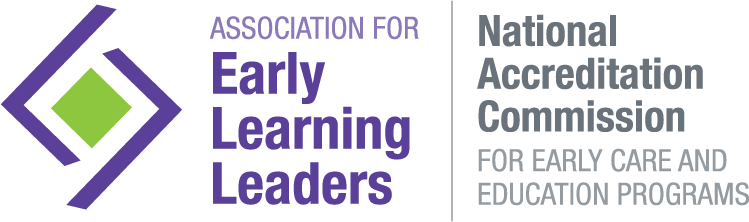 ASSOCIATION FOR
Early
Learning
Leaders
National
Accreditation
Commission
FOR EARLY CARE AND
EDUCATION PROGRAMS